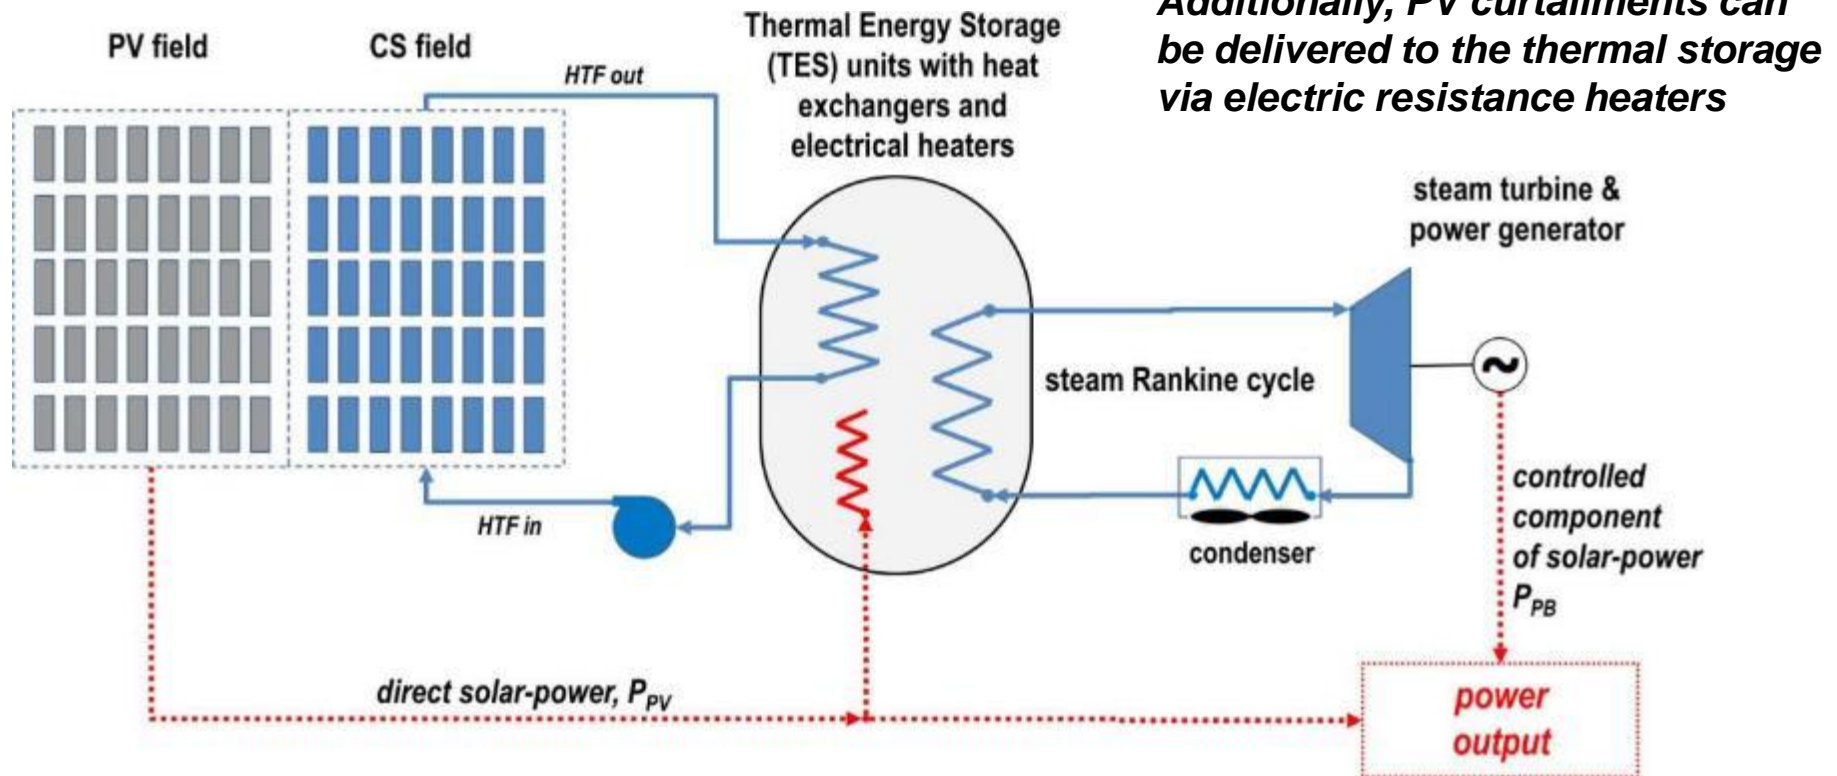 Additionally, PV curtailments can
be delivered to the thermal storage
via electric resistance heaters
PV field
CS field
HTF out
Thermal Energy Storage
(TES) units with heat
exchangers and
electrical heaters
steam turbine &
power generator
steam Rankine cycle
HTF in
condenser
controlled
component
of solar-power
P_PB
direct solar-power, P_PV
power
output